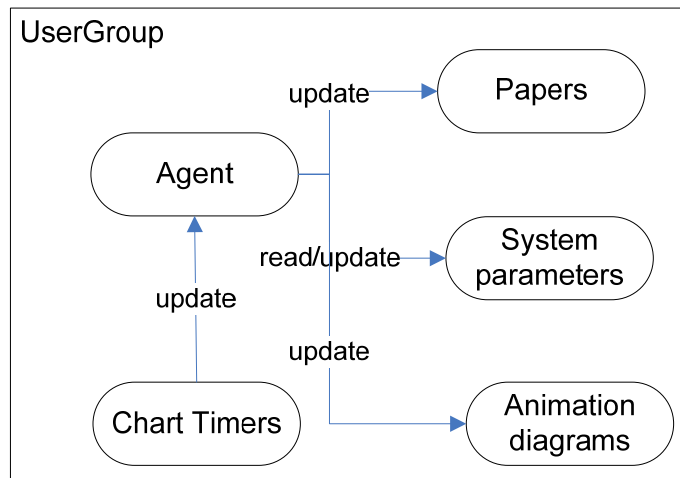 UserGroup
update
Papers
Agent
read/update
System
parameters
update
update
Chart Timers
Animation
diagrams